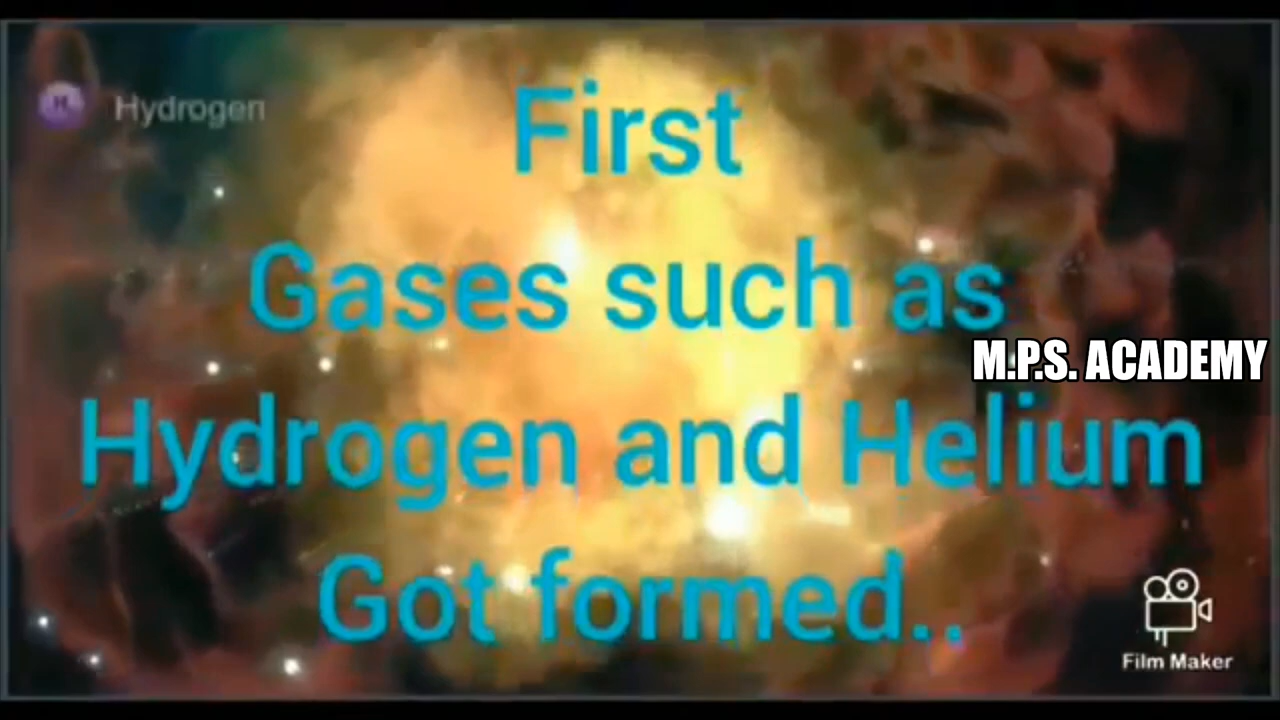 H Hydrogen
First
Gases such as
M.P.S. ACADEMY
Hydrogen and Helium
Got formed..
Film Maker